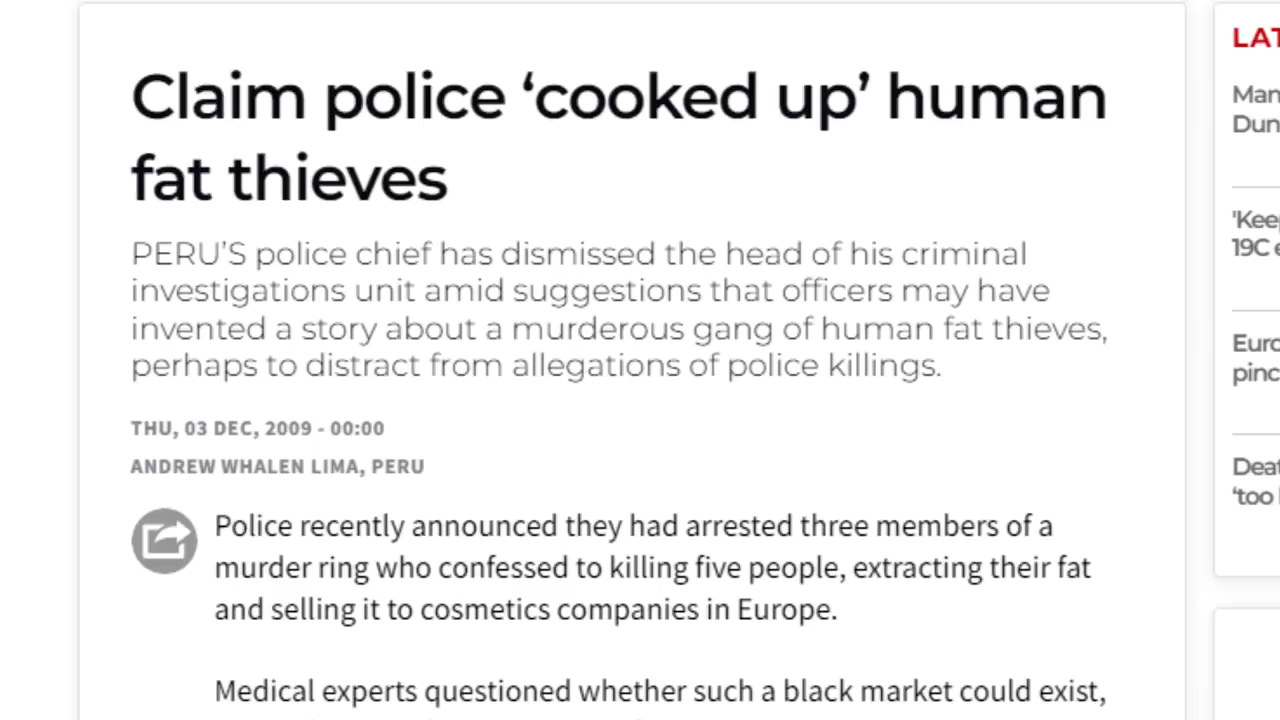 Claim police ‘cooked up’ human
fat thieves
PERU’S police chief has dismissed the head of his criminal
investigations unit amid suggestions that officers may have
invented a story about a murderous gang of human fat thieves,
perhaps to distract from allegations of police killings.
THU, 03 DEC, 2009 - 00:00
ANDREW WHALEN LIMA, PERU
Police recently announced they had arrested three members of a
murder ring who confessed to killing five people, extracting their fat
and selling it to cosmetics companies in Europe.
Medical experts questioned whether such a black market could exist,
LAT
Man
Dun
'Kee
19C e
Euro
pinc
Deat
‘too